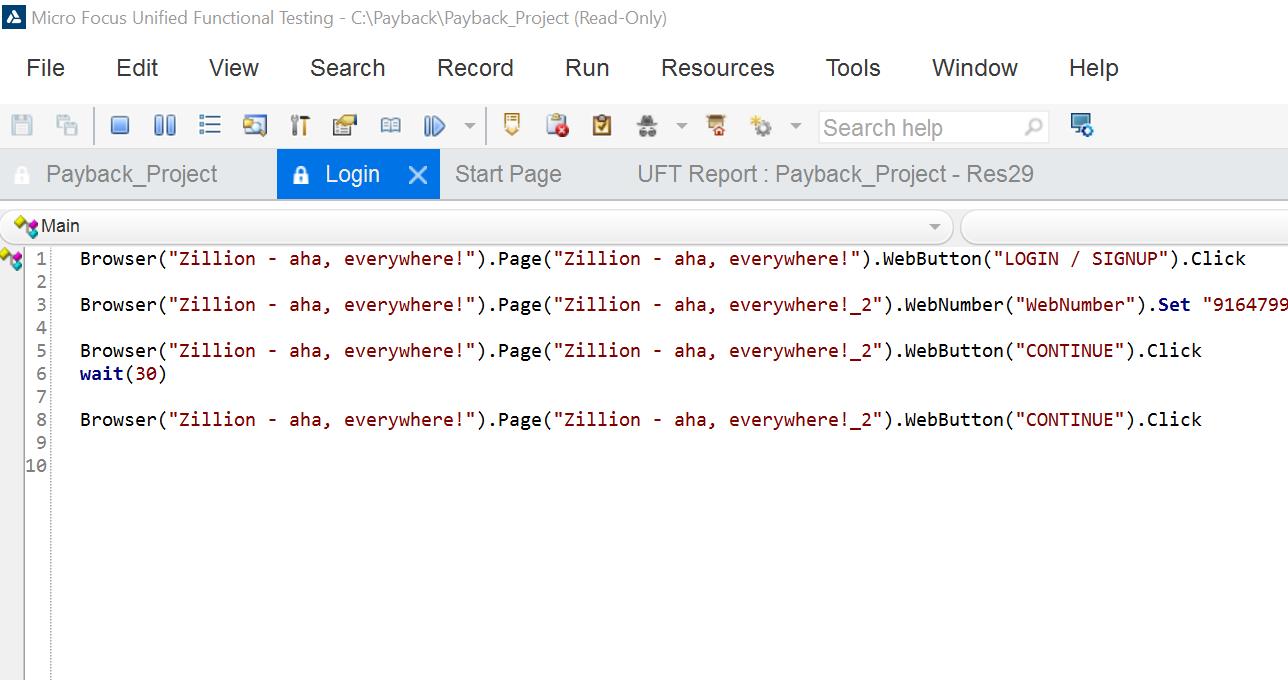 Micro Focus Unified Functional Testing - C:\Payback\Payback_Project (Read-Only)
File Edit View Search Record Run Resources Tools Window Help
Search help
Payback_Project Login Start Page UFT Report : Payback_Project - Res29
Main
1 Browser("Zillion - aha, everywhere!").Page("Zillion - aha, everywhere!").WebButton("LOGIN / SIGNUP").Click
2
3 Browser("Zillion - aha, everywhere!").Page("Zillion - aha, everywhere!_2").WebNumber("WebNumber").Set "9164799
4
5 Browser("Zillion - aha, everywhere!").Page("Zillion - aha, everywhere!_2").WebButton("CONTINUE").Click
6 wait(30)
7
8 Browser("Zillion - aha, everywhere!").Page("Zillion - aha, everywhere!_2").WebButton("CONTINUE").Click
9
10